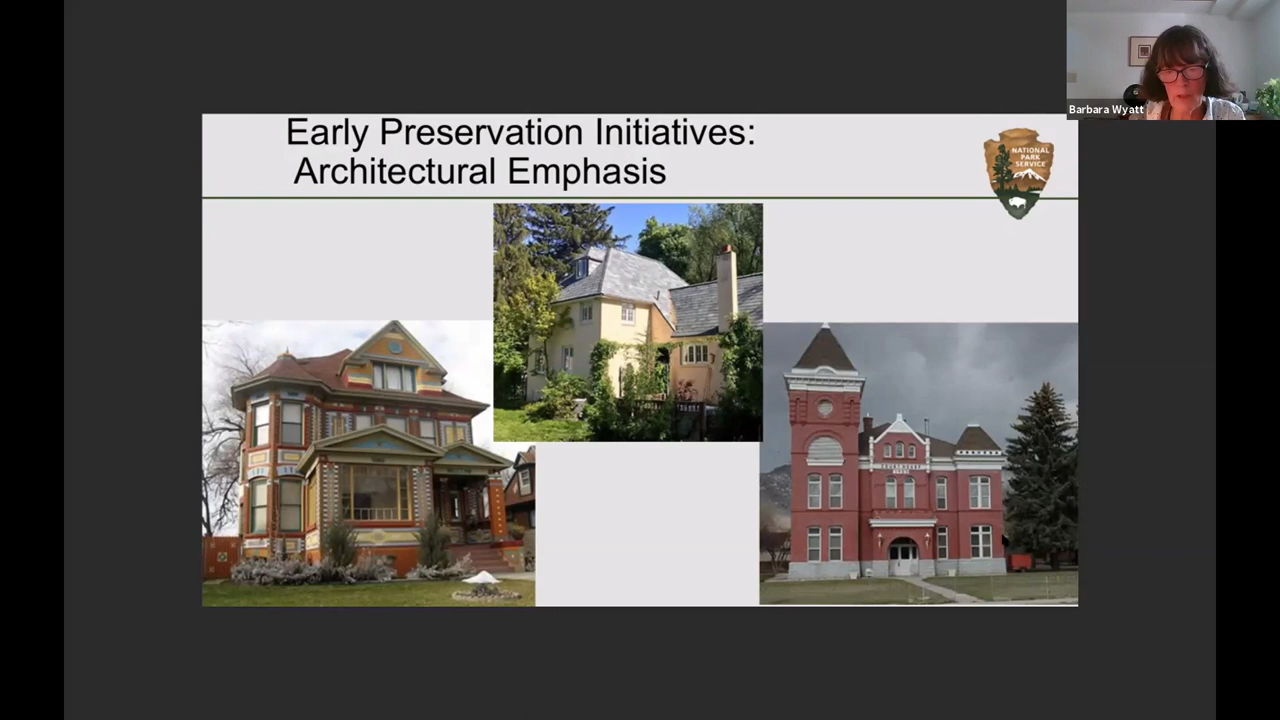 Barbara Wyatt
Early Preservation Initiatives:
Architectural Emphasis
NATIONAL
PARK
SERVICE